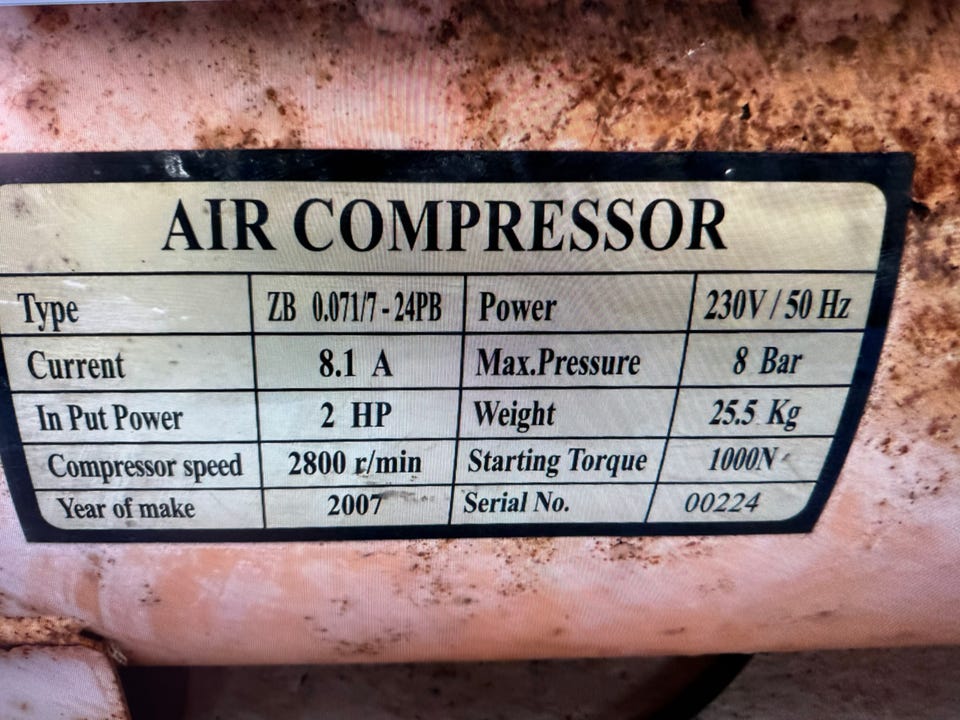 AIR COMPRESSOR
Type ZB 0.071/7-24PB Power 230V/50 Hz
Current 8.1 A Max.Pressure 8 Bar
In Put Power 2 HP Weight 25.5 Kg
Compressor speed 2800 r/min Starting Torque 1000N
Year of make 2007 Serial No. 00224